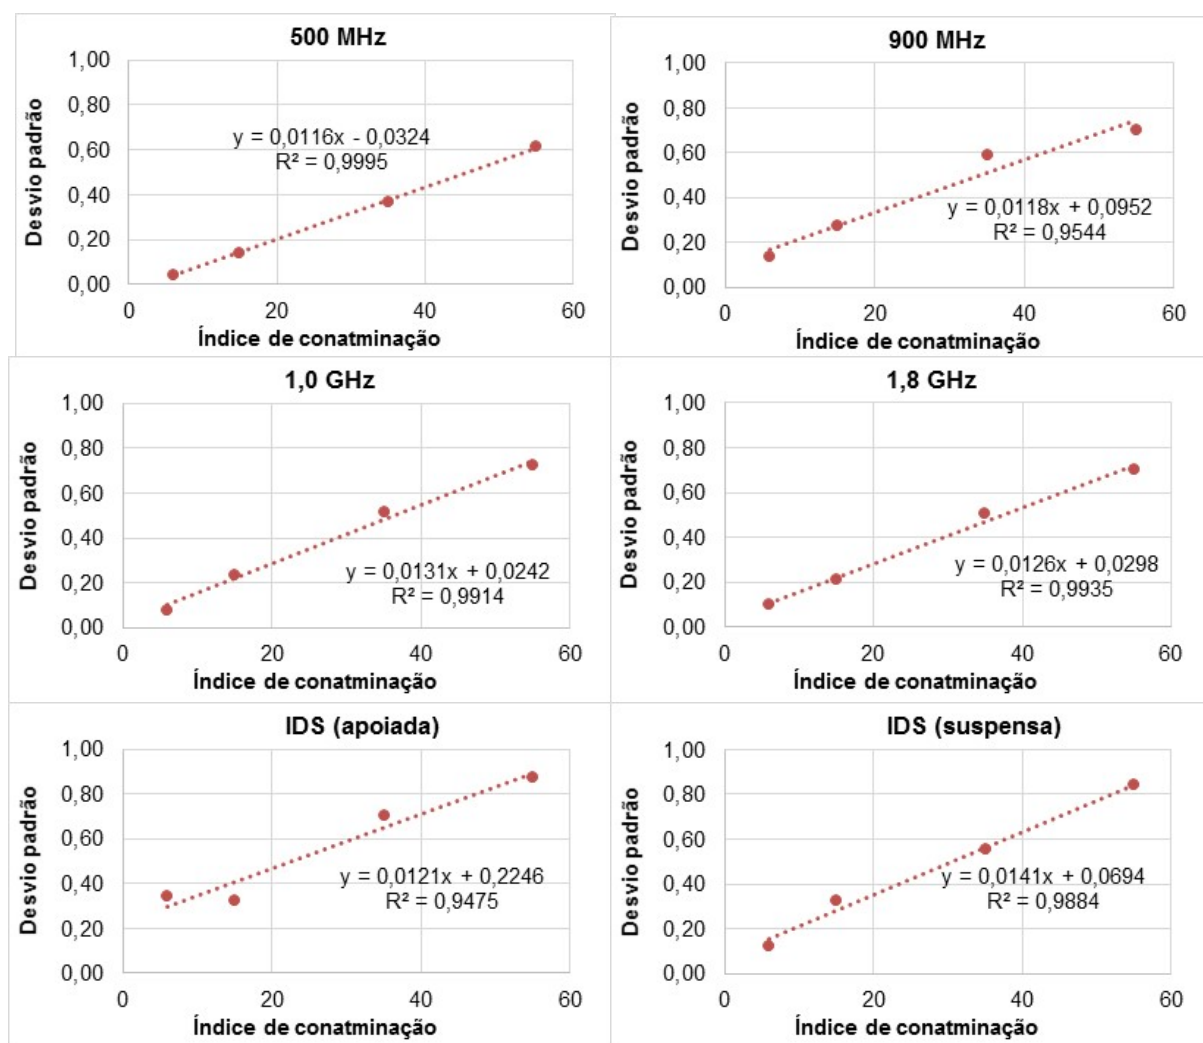 500 MHz
Desvio padrão
1,00
0,80
0,60
0,40
0,20
0,00
y = 0,0116x - 0,0324
R² = 0,9995
0 20 40 60
Índice de conatminação
900 MHz
Desvio padrão
1,00
0,80
0,60
0,40
0,20
0,00
y = 0,0118x + 0,0952
R² = 0,9544
0 20 40 60
Índice de conatminação
1,0 GHz
Desvio padrão
1,00
0,80
0,60
0,40
0,20
0,00
y = 0,0131x + 0,0242
R² = 0,9914
0 20 40 60
Índice de conatminação
1,8 GHz
Desvio padrão
1,00
0,80
0,60
0,40
0,20
0,00
y = 0,0126x + 0,0298
R² = 0,9935
0 20 40 60
Índice de conatminação
IDS (apoiada)
Desvio padrão
1,00
0,80
0,60
0,40
0,20
0,00
y = 0,0121x + 0,2246
R² = 0,9475
0 20 40 60
Índice de conatminação
IDS (suspensa)
Desvio padrão
1,00
0,80
0,60
0,40
0,20
0,00
y = 0,0141x + 0,0694
R² = 0,9884
0 20 40 60
Índice de conatminação